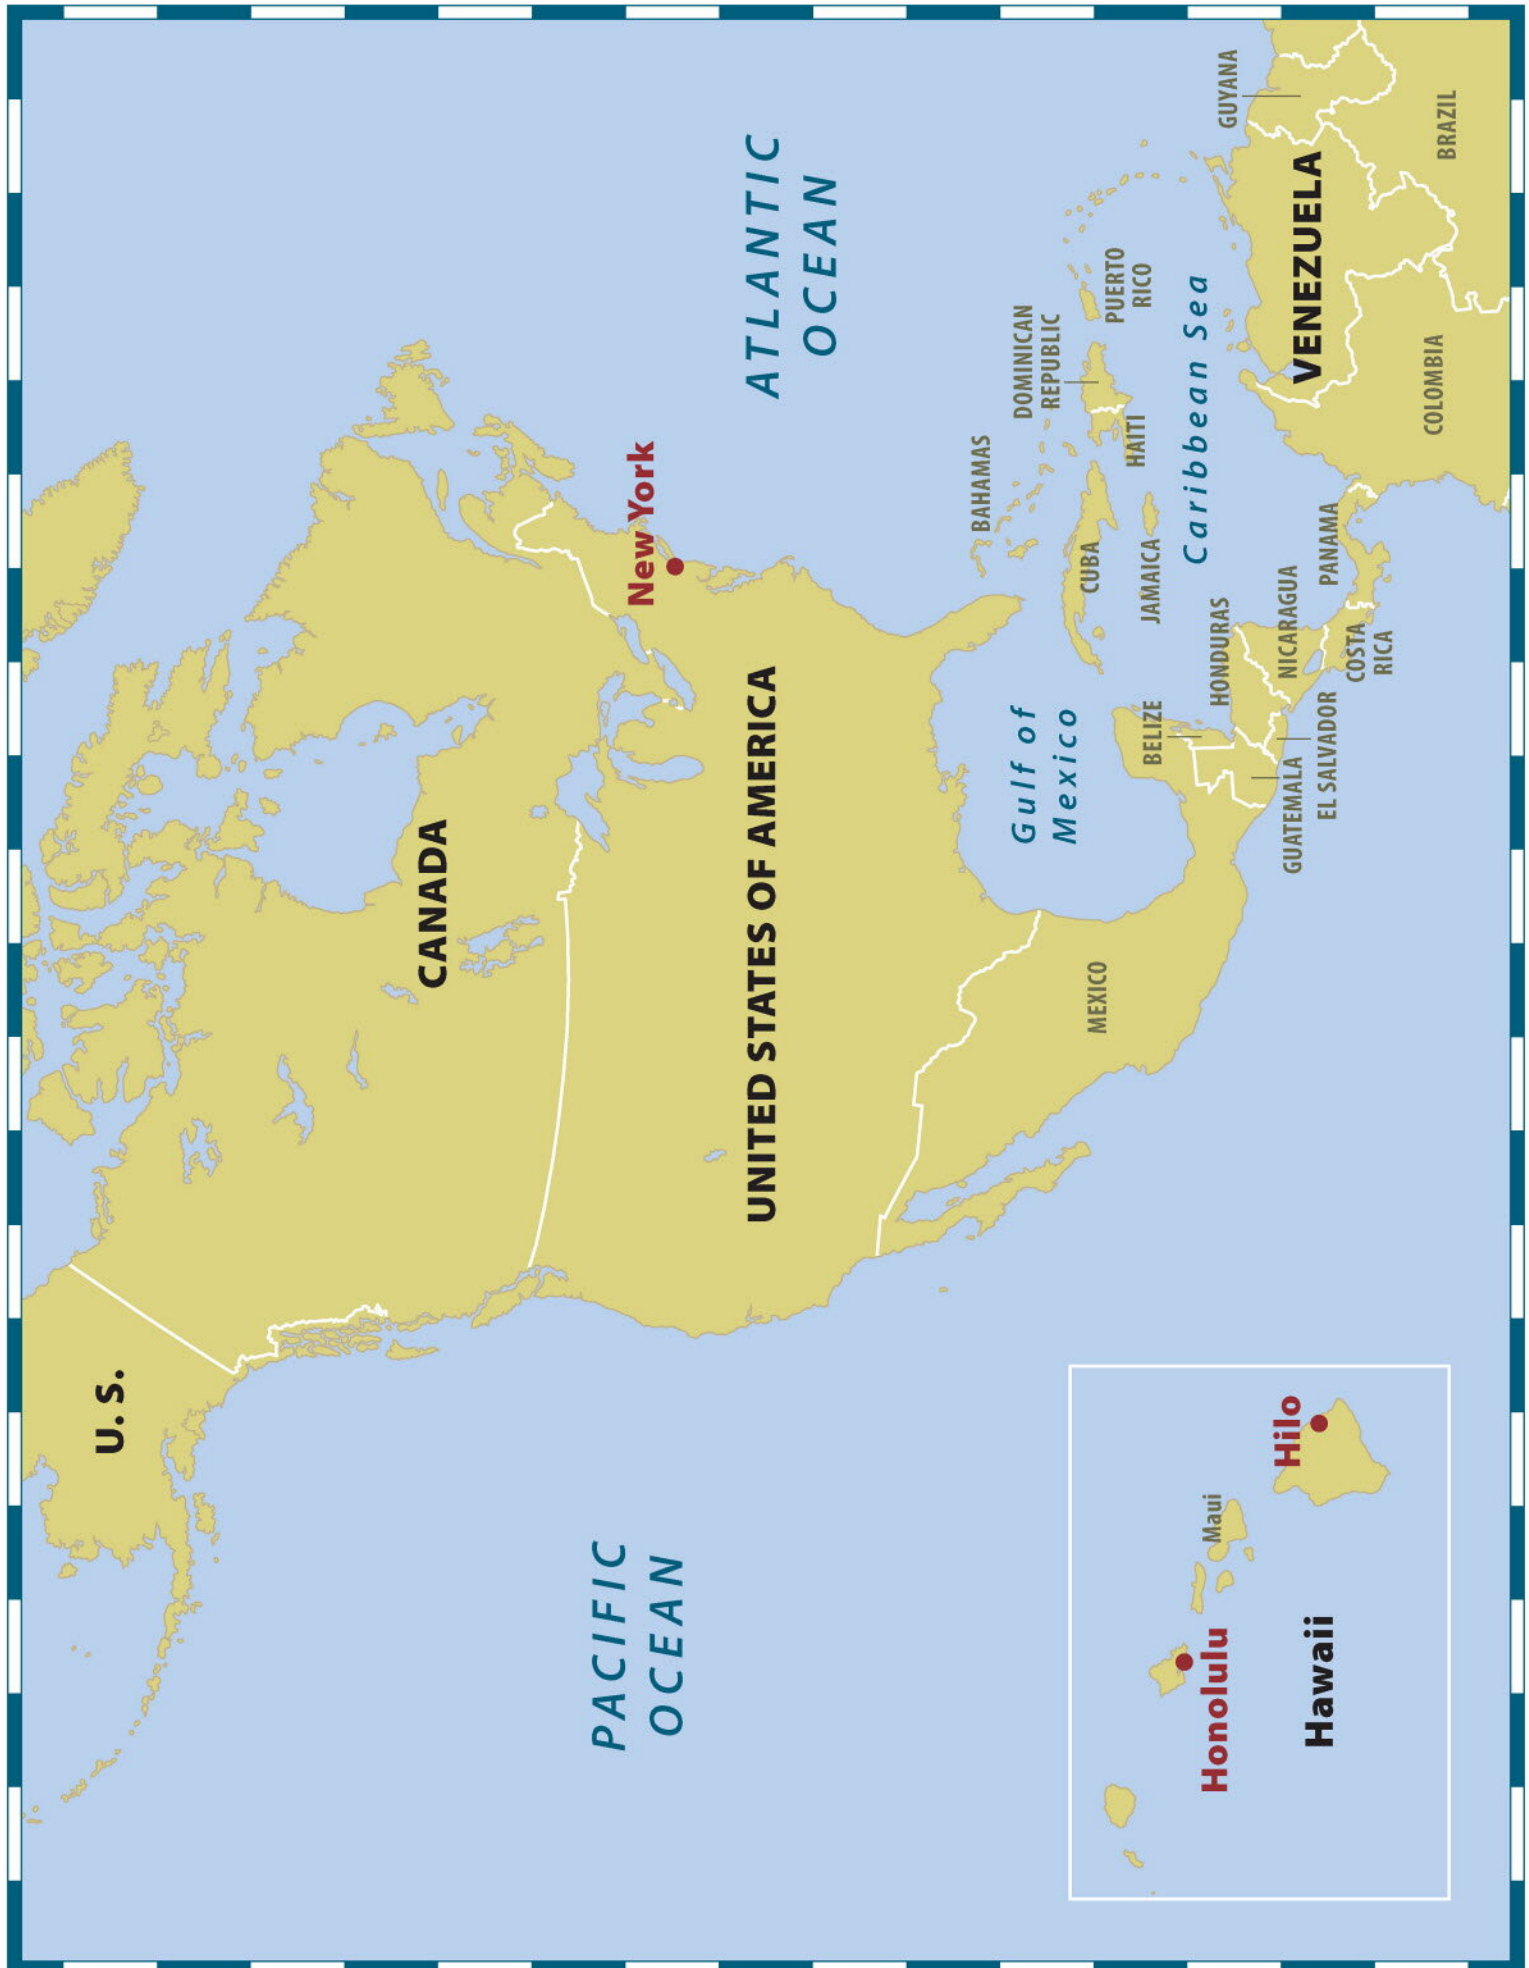 U. S.
CANADA
UNITED STATES OF AMERICA
New York
PACIFIC
OCEAN
ATLANTIC
OCEAN
Gulf of
Mexico
MEXICO
BAHAMAS
CUBA
DOMINICAN
REPUBLIC
HAITI
PUERTO
RICO
JAMAICA
Caribbean Sea
BELIZE
HONDURAS
GUATEMALA
EL SALVADOR
NICARAGUA
COSTA
RICA
PANAMA
VENEZUELA
GUYANA
COLOMBIA
BRAZIL
Honolulu
Maui
Hilo
Hawaii